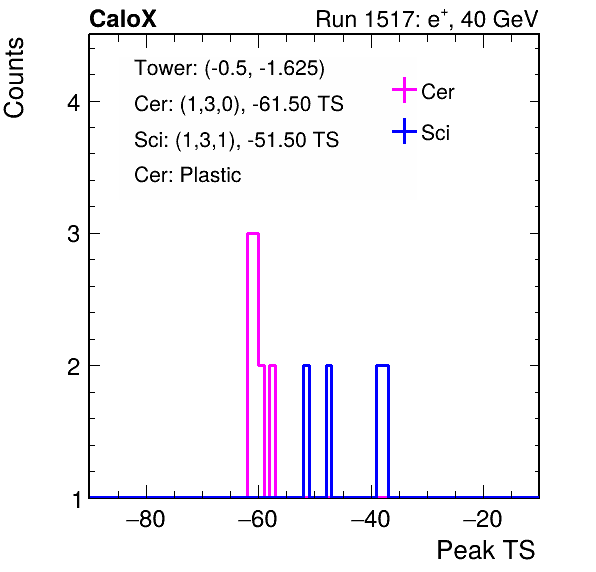 CaloX Run 1517: e⁺, 40 GeV
Counts
Tower: (-0.5, -1.625)
Cer: (1,3,0), -61.50 TS
Sci: (1,3,1), -51.50 TS
Cer: Plastic
Cer
Sci
4
3
2
1
−80 −60 −40 −20
Peak TS